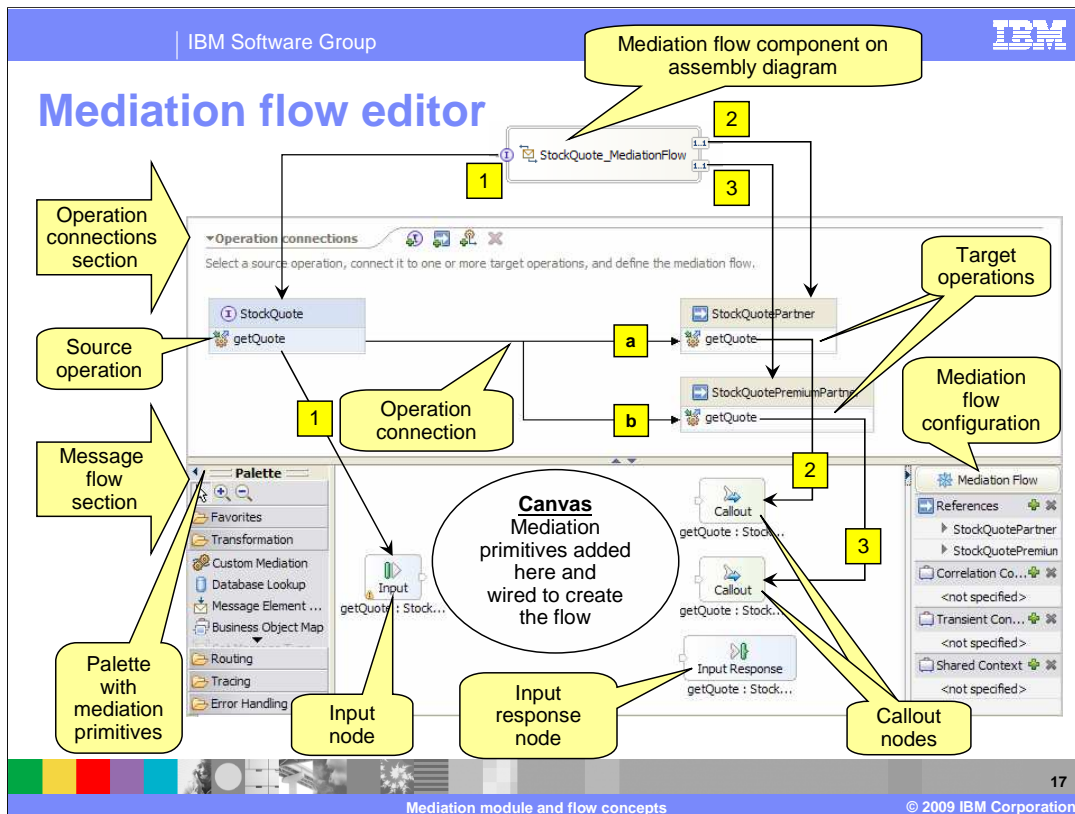 IBM Software Group
IBM
Mediation flow component on
assembly diagram
Mediation flow editor
2
1..1
StockQuote_MediationFlow
1..1
1
3
Operation
connections
section
Operation connections
Select a source operation, connect it to one or more target operations, and define the mediation flow.
Target
operations
StockQuote
getQuote
StockQuotePartner
getQuote
a
Source
operation
StockQuotePremiumPartner
getQuote
b
Operation
connection
Mediation
flow
configuration
1
Message
flow
section
2
3
Palette
Favorites
Transformation
Custom Mediation
Database Lookup
Message Element ...
Business Object Map
Routing
Tracing
Error Handling
Input
getQuote : Stock...
Canvas
Mediation
primitives added
here and
wired to create
the flow
Callout
getQuote : Stock...
Callout
getQuote : Stock...
Input Response
getQuote : Stock...
Mediation Flow
References
StockQuotePartner
StockQuotePremiun
Correlation Co...
<not specified>
Transient Con...
<not specified>
Shared Context
<not specified>
Palette
with
mediation
primitives
Input
node
Input
response
node
Callout
nodes
17
Mediation module and flow concepts
© 2009 IBM Corporation